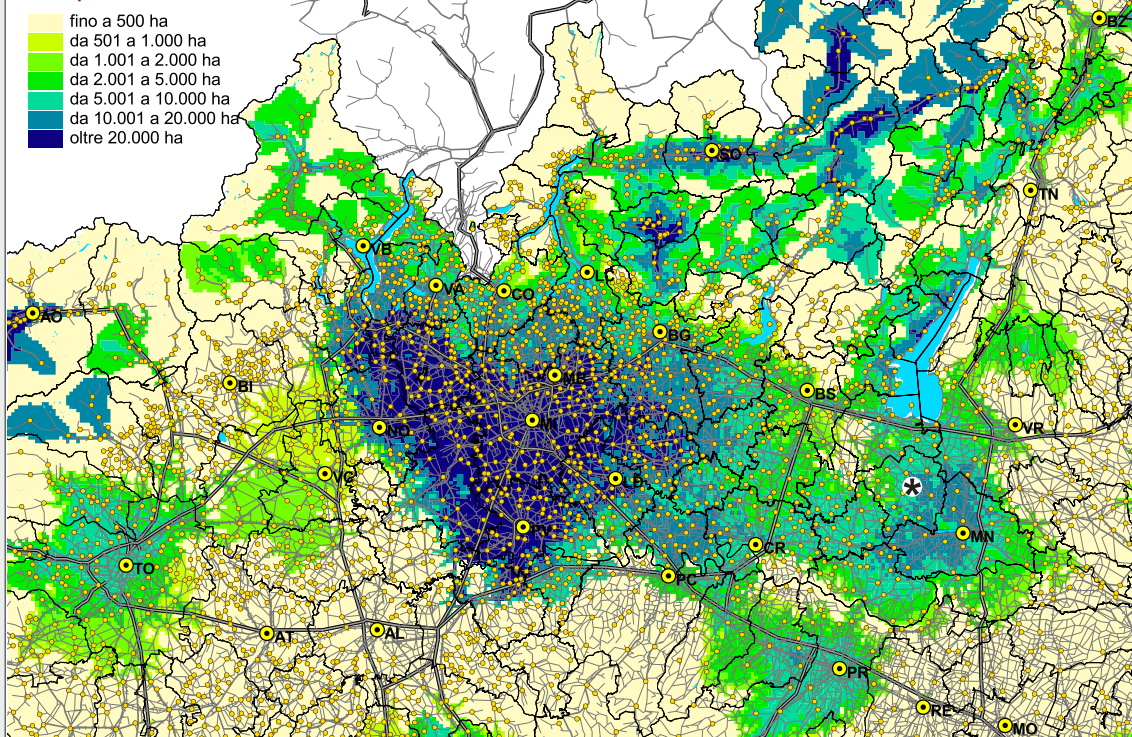 fino a 500 ha
da 501 a 1.000 ha
da 1.001 a 2.000 ha
da 2.001 a 5.000 ha
da 5.001 a 10.000 ha
da 10.001 a 20.000 ha
oltre 20.000 ha
BZ
SO
TN
VB
LC
VA
CO
AO
BG
MB
BI
BS
NO
MI
VR
VC
LD
*
PV
MN
CR
TO
PC
AT
AL
PR
RE
MO